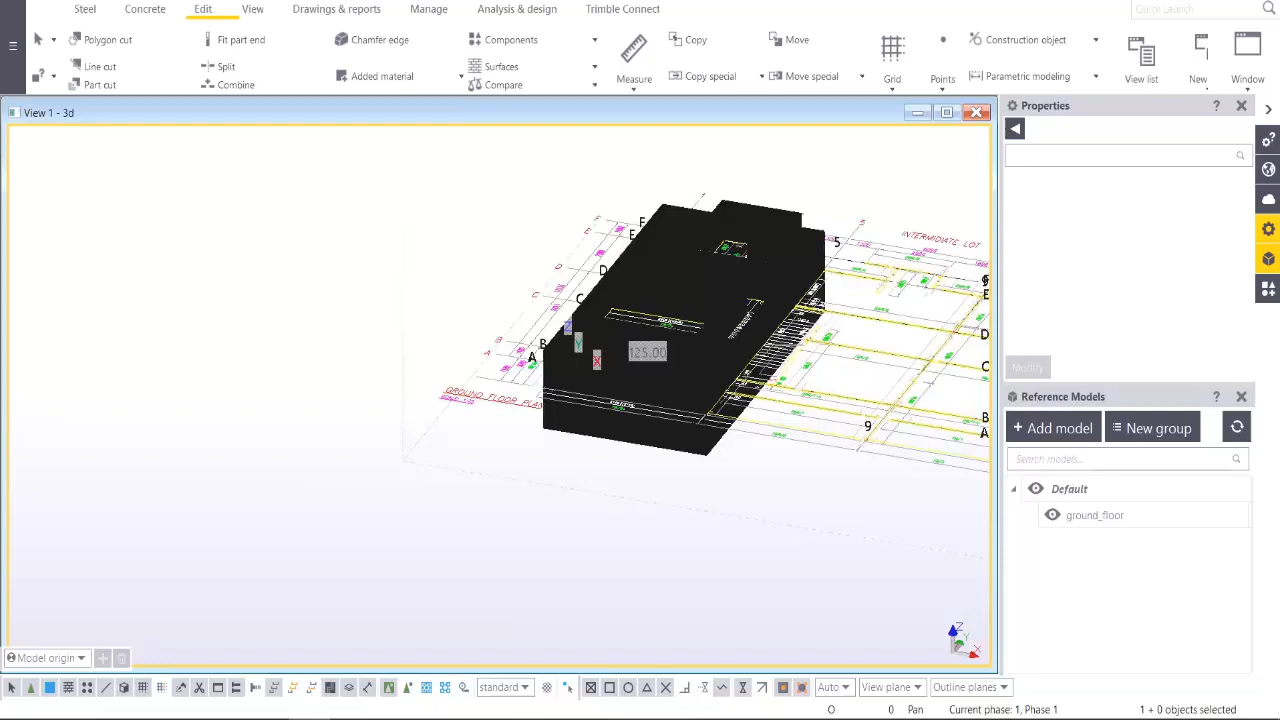 Steel Concrete Edit View Drawings & reports Manage Analysis & design Trimble Connect Quick Launch
Polygon cut Fit part end Chamfer edge Components Copy Move Construction object
Line cut Split Surfaces
Part cut Combine Added material Compare Measure Copy special Move special Grid Points Parametric modeling View list New Window
View 1 - 3d
Properties ?
F
E
D
C
B
A
5
INTERMIDIATE LOT
F
E
D
C
B
A
E
D
C
B
A
9
Z
Y
X
125.00
GROUND FLOOR PLAN
Modify
Reference Models ?
+ Add model New group
Search models...
Default
ground_floor
Z
Y
X
Model origin
standard Auto View plane Outline planes
O 0 Pan Current phase: 1, Phase 1 1 + 0 objects selected